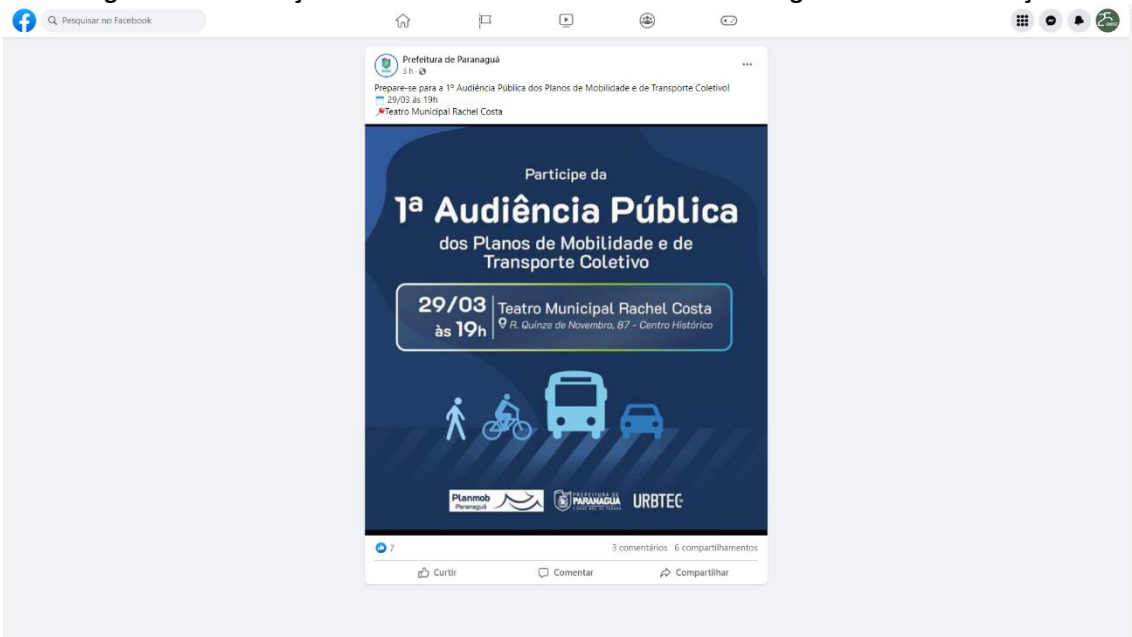 Pesquisar no Facebook
Prefeitura de Paranaguá
3 h ·
Prepare-se para a 1ª Audiência Pública dos Planos de Mobilidade e de Transporte Coletivo!
29/03 às 19h
Teatro Municipal Rachel Costa
Participe da
1ª Audiência Pública
dos Planos de Mobilidade e de
Transporte Coletivo
29/03
às 19h
Teatro Municipal Rachel Costa
R. Quinze de Novembro, 87 - Centro Histórico
Planmob
Paranaguá
PREFEITURA DE
PARANAGUÁ
URBTEC
7
3 comentários 6 compartilhamentos
Curtir
Comentar
Compartilhar